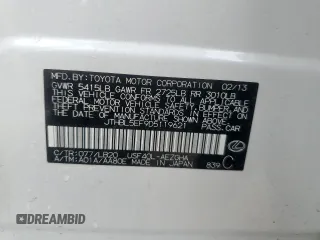 MFD.BY:TOYOTA MOTOR CORPORATION 02/13
GVWR 5415LB GAWR FR 2725LB RR 3010LB
THIS VEHICLE CONFORMS TO ALL APPLICABLE
FEDERAL MOTOR VEHICLE SAFETY, BUMPER, AND
THEFT PREVENTION STANDARDS IN EFFECT ON
THE DATE OF MANUFACTURE SHOWN ABOVE.
JTHBL5EF9D5119621 PASS.CAR
C/TR:077/LB20 USF40L-AEZGHA
A/TM:A01A/AA80E MADE IN JAPAN 839 C